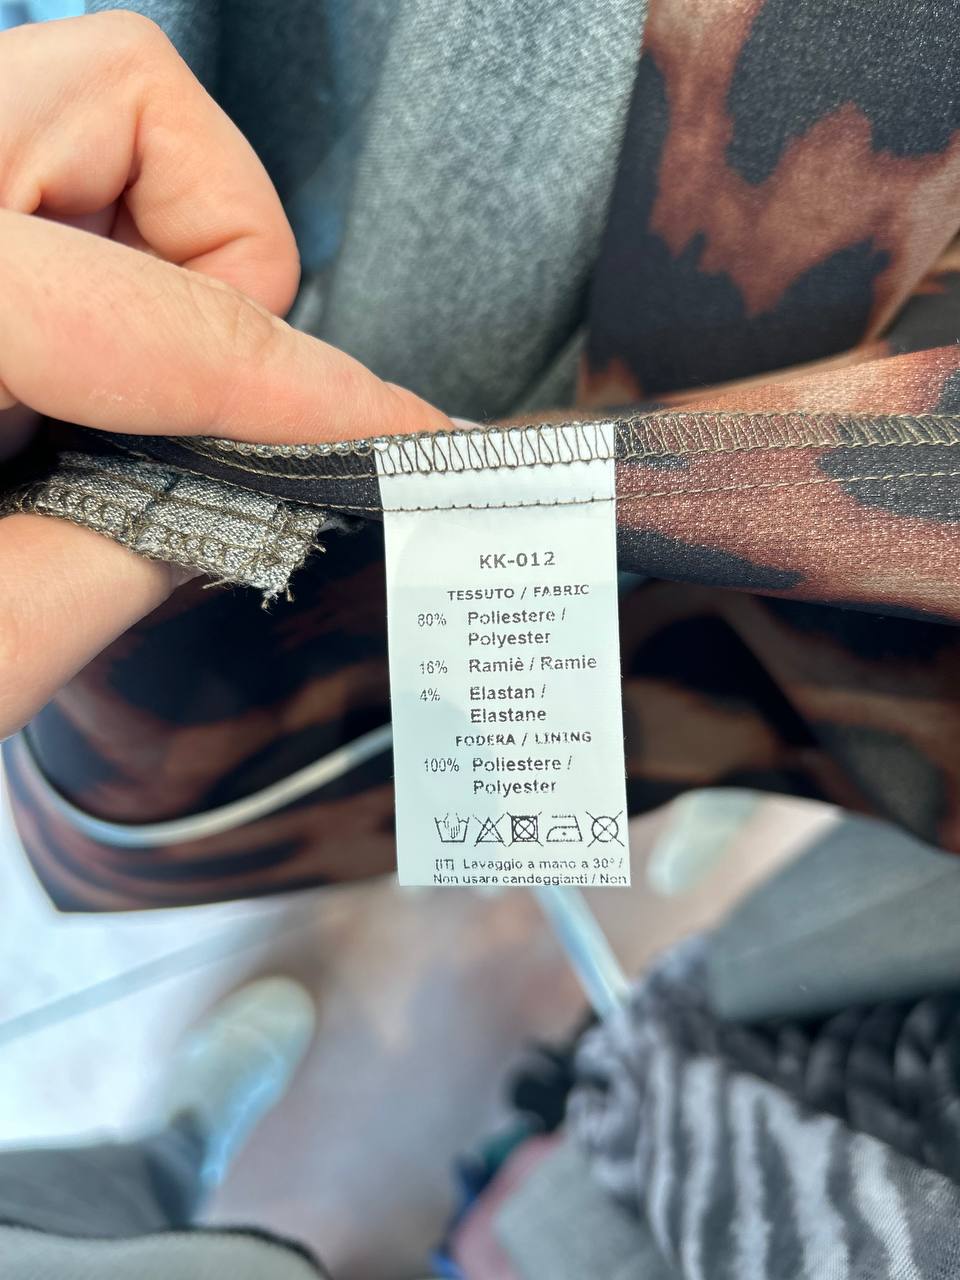 KK-012
TESSUTO / FABRIC
80% Poliestere /
Polyester
16% Ramiè / Ramie
4% Elastan /
Elastane
FODERA / LINING
100% Poliestere /
Polyester
[IT] Lavaggio a mano a 30° /
Non usare candeggianti / Non